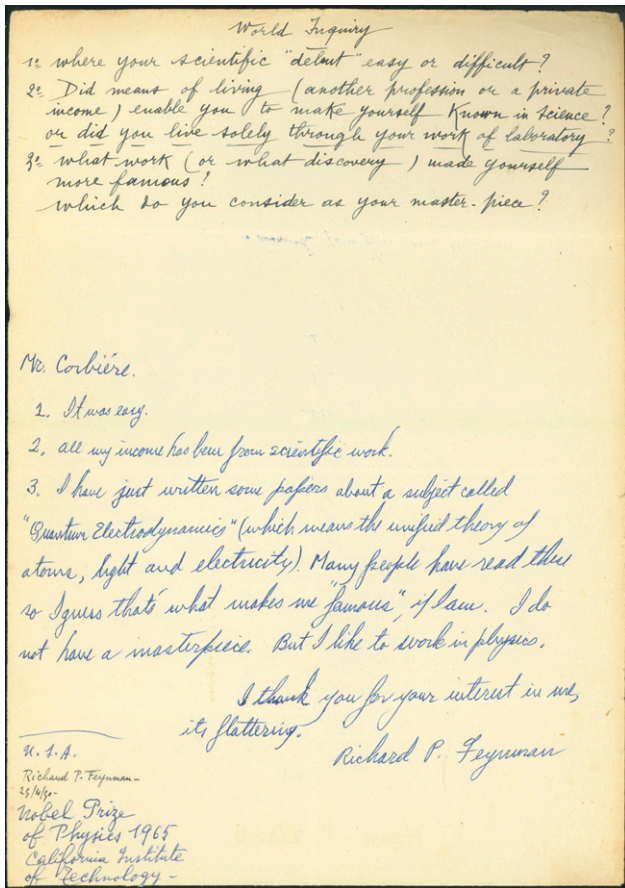 World Inquiry
1º where your scientific "debut" easy or difficult?
2º Did means of living (another profession or a private
income) enable you to make yourself Known in Science?
or did you live solely through your work of laboratory?
3º what work (or what discovery) made yourself
more famous?
which do you consider as your master-piece?
Mr. Corbiére.
1. It was easy.
2. all my income has been from scientific work.
3. I have just written some papers about a subject called
"Quantum Electrodynamics" (which means the unified theory of
atoms, light and electricity). Many people have read these
so I guess that's what makes me "famous", if I am. I do
not have a masterpiece. But I like to work in physics.
I thank you for your interest in me,
its flattering.
Richard P. Feynman
U.S.A.
Richard P. Feynman-
Nobel Prize
of Physics 1965
California Institute
of Technology-